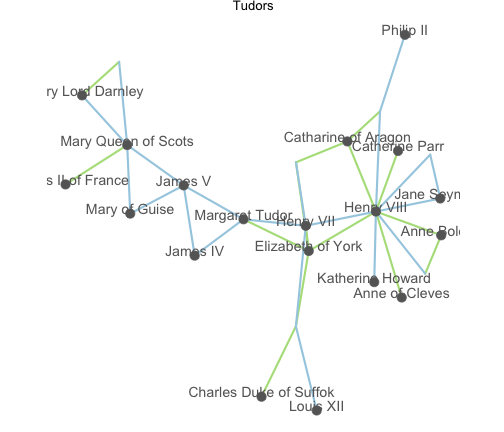 Tudors
Philip II
ry Lord Darnley
Mary Queen of Scots
Catharine of Aragon
Catherine Parr
s II of France
James V
Jane Seym
Mary of Guise
Margaret Tudor
Henry VII
Henry VIII
Anne Bole
James IV
Elizabeth of York
Katherine Howard
Anne of Cleves
Charles Duke of Suffok
Louis XII